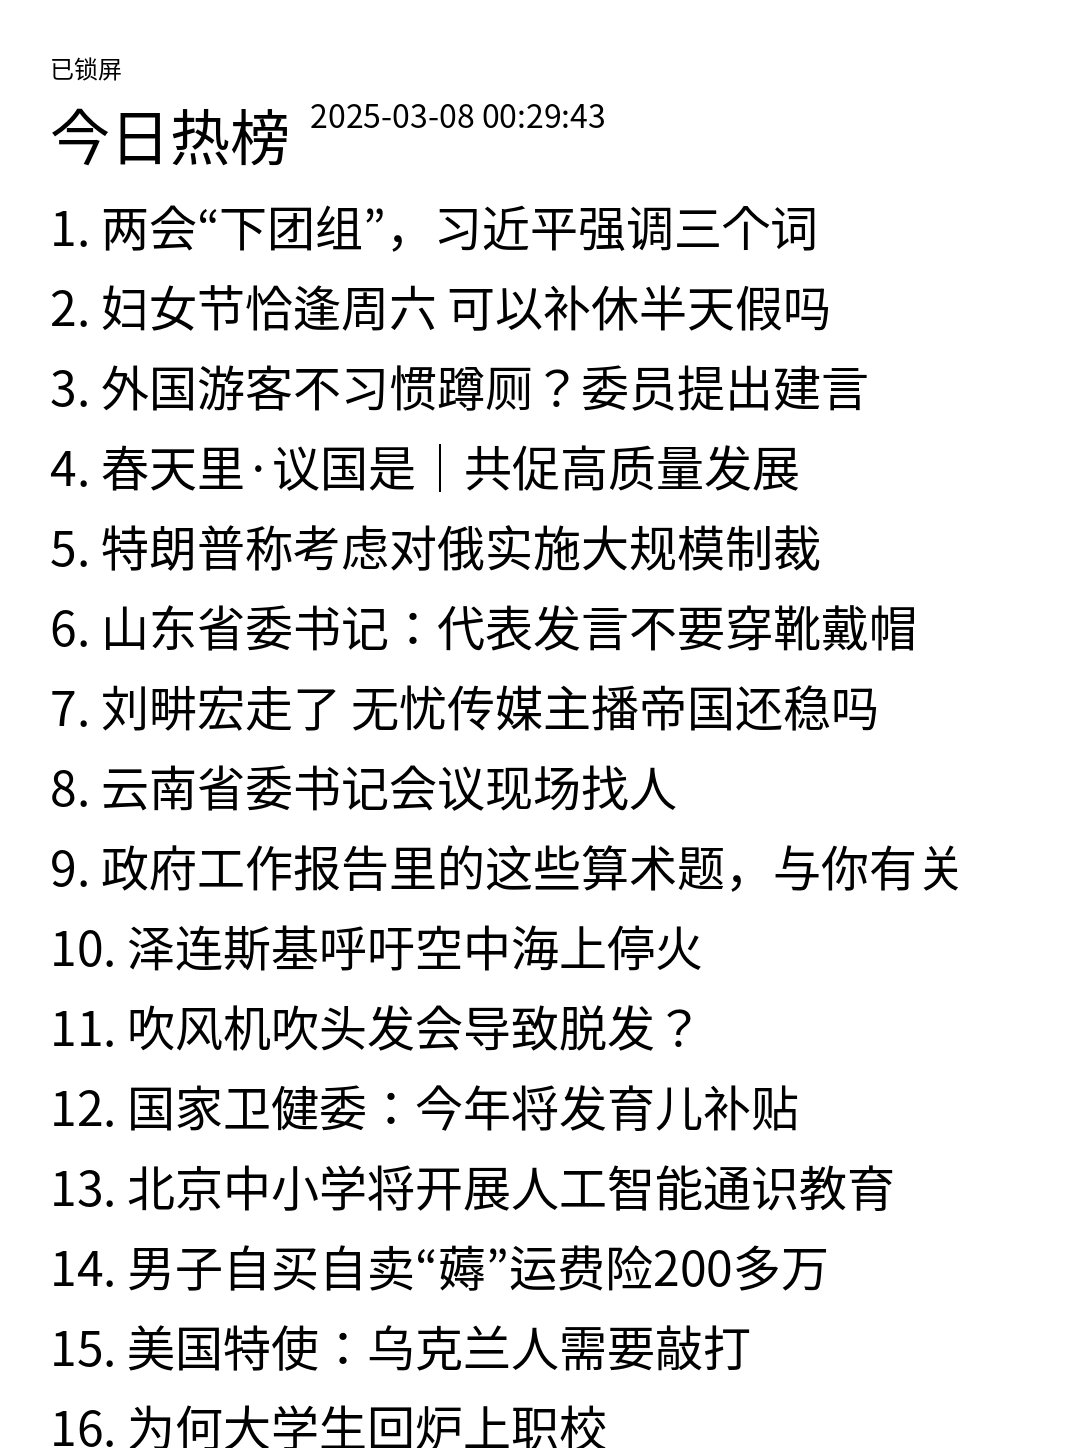 已锁屏
今日热榜 2025-03-08 00:29:43
1. 两会“下团组”，习近平强调三个词
2. 妇女节恰逢周六 可以补休半天假吗
3. 外国游客不习惯蹲厕？委员提出建言
4. 春天里·议国是｜共促高质量发展
5. 特朗普称考虑对俄实施大规模制裁
6. 山东省委书记：代表发言不要穿靴戴帽
7. 刘畊宏走了 无忧传媒主播帝国还稳吗
8. 云南省委书记会议现场找人
9. 政府工作报告里的这些算术题，与你有关
10. 泽连斯基呼吁空中海上停火
11. 吹风机吹头发会导致脱发？
12. 国家卫健委：今年将发育儿补贴
13. 北京中小学将开展人工智能通识教育
14. 男子自买自卖“薅”运费险200多万
15. 美国特使：乌克兰人需要敲打
16. 为何大学生回炉上职校